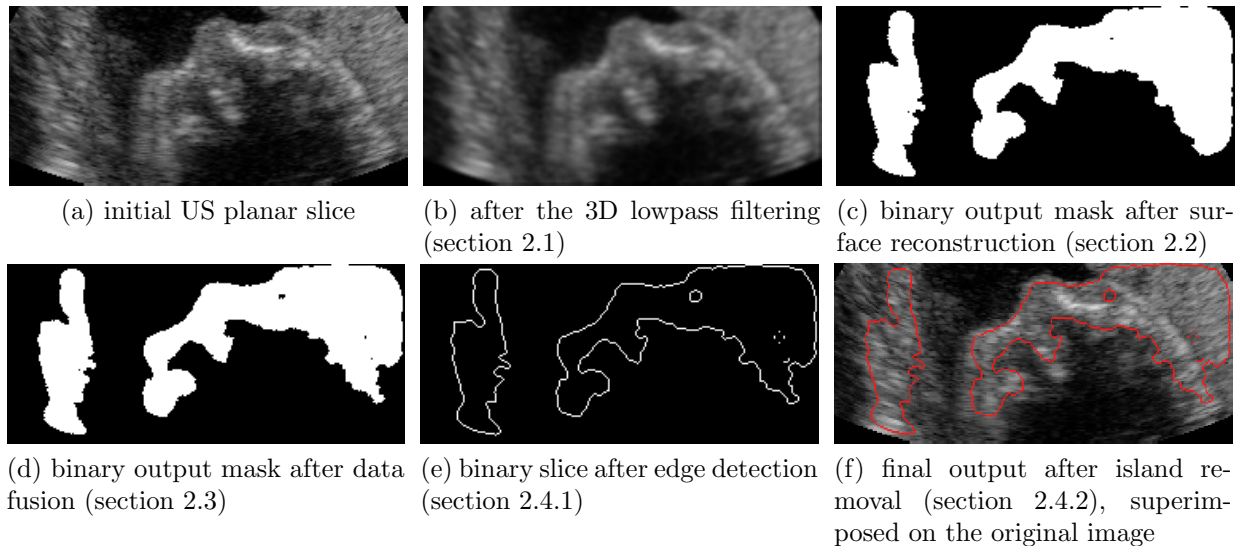 (a) initial US planar slice
(b) after the 3D lowpass filtering
(section 2.1)
(c) binary output mask after sur-
face reconstruction (section 2.2)
(d) binary output mask after data
fusion (section 2.3)
(e) binary slice after edge detection
(section 2.4.1)
(f) final output after island re-
moval (section 2.4.2), superim-
posed on the original image